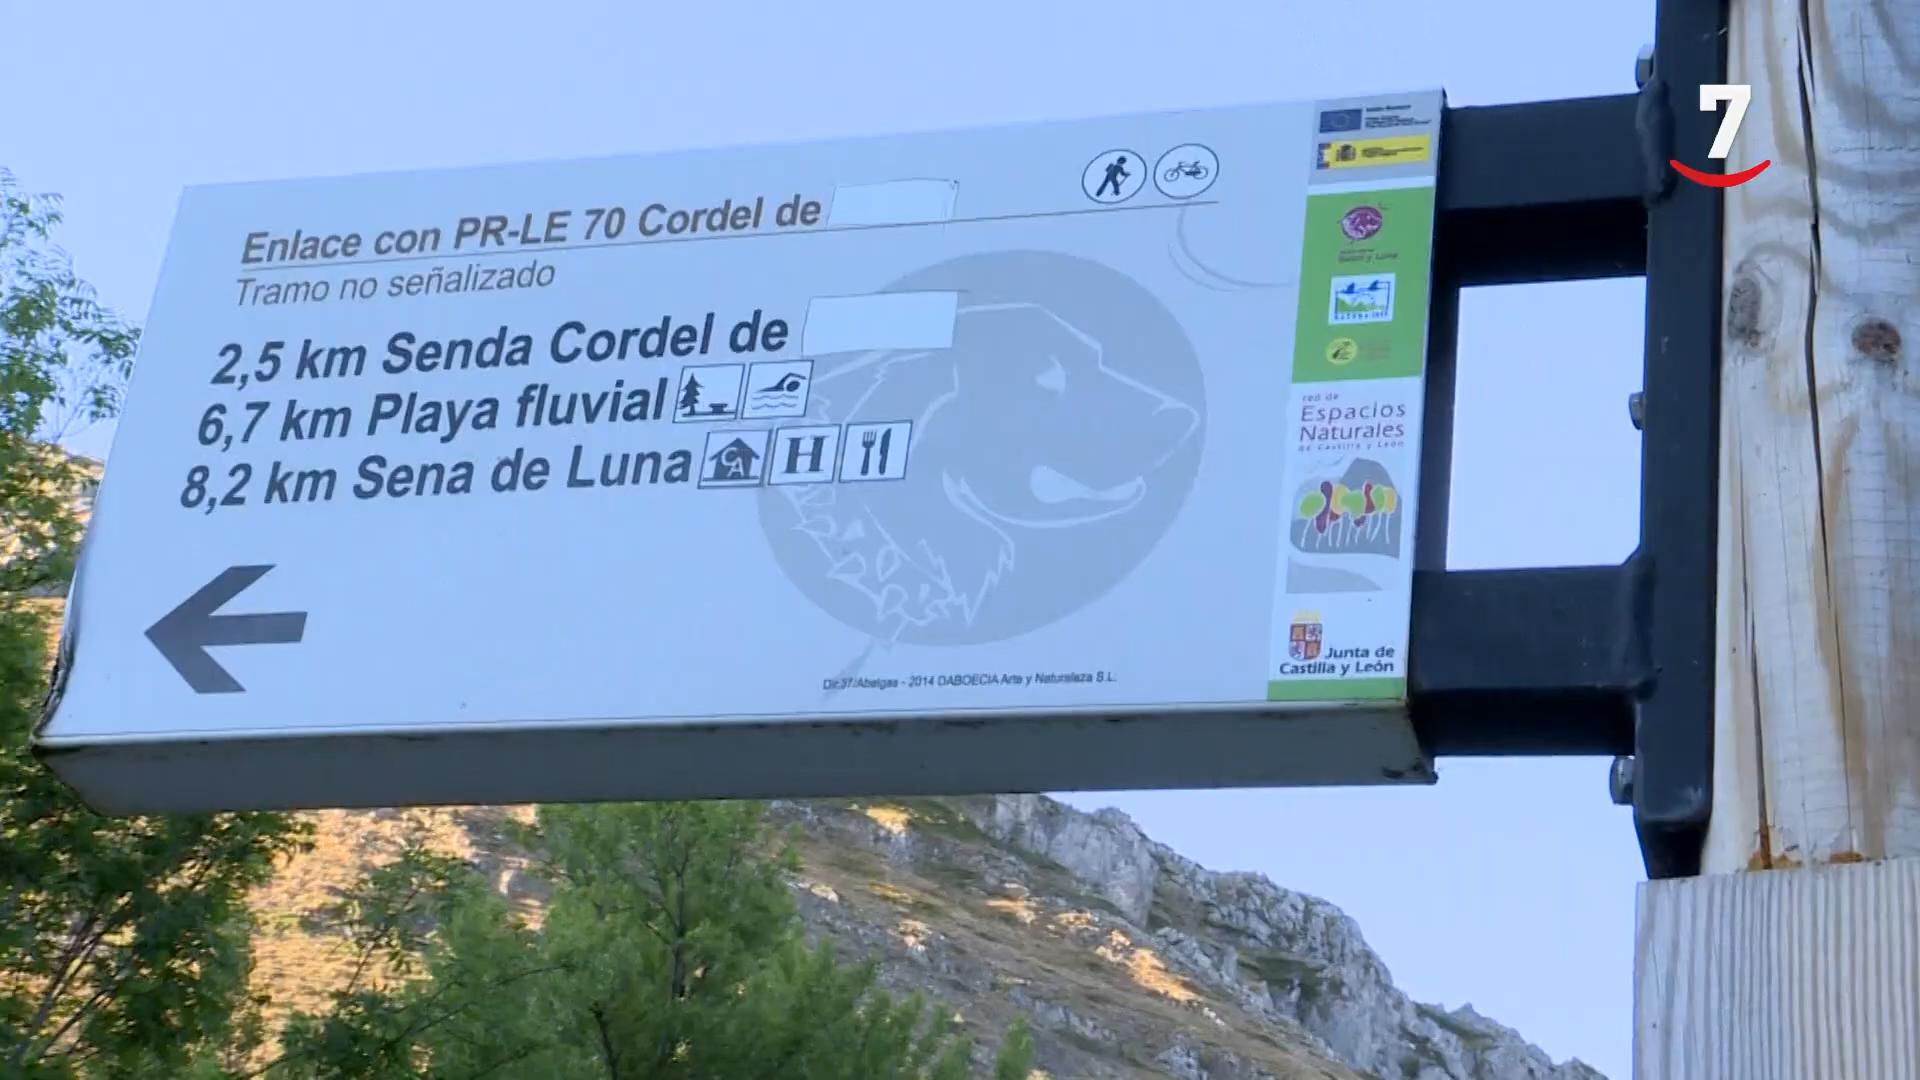 7
Enlace con PR-LE 70 Cordel de
Tramo no señalizado
2,5 km Senda Cordel de
6,7 km Playa fluvial
8,2 km Sena de Luna
CA
H
red de
Espacios
Naturales
de Castilla y León
Junta de
Castilla y León
Dir.37/Abelgas - 2014 DABOECIA Arte y Naturaleza S.L.